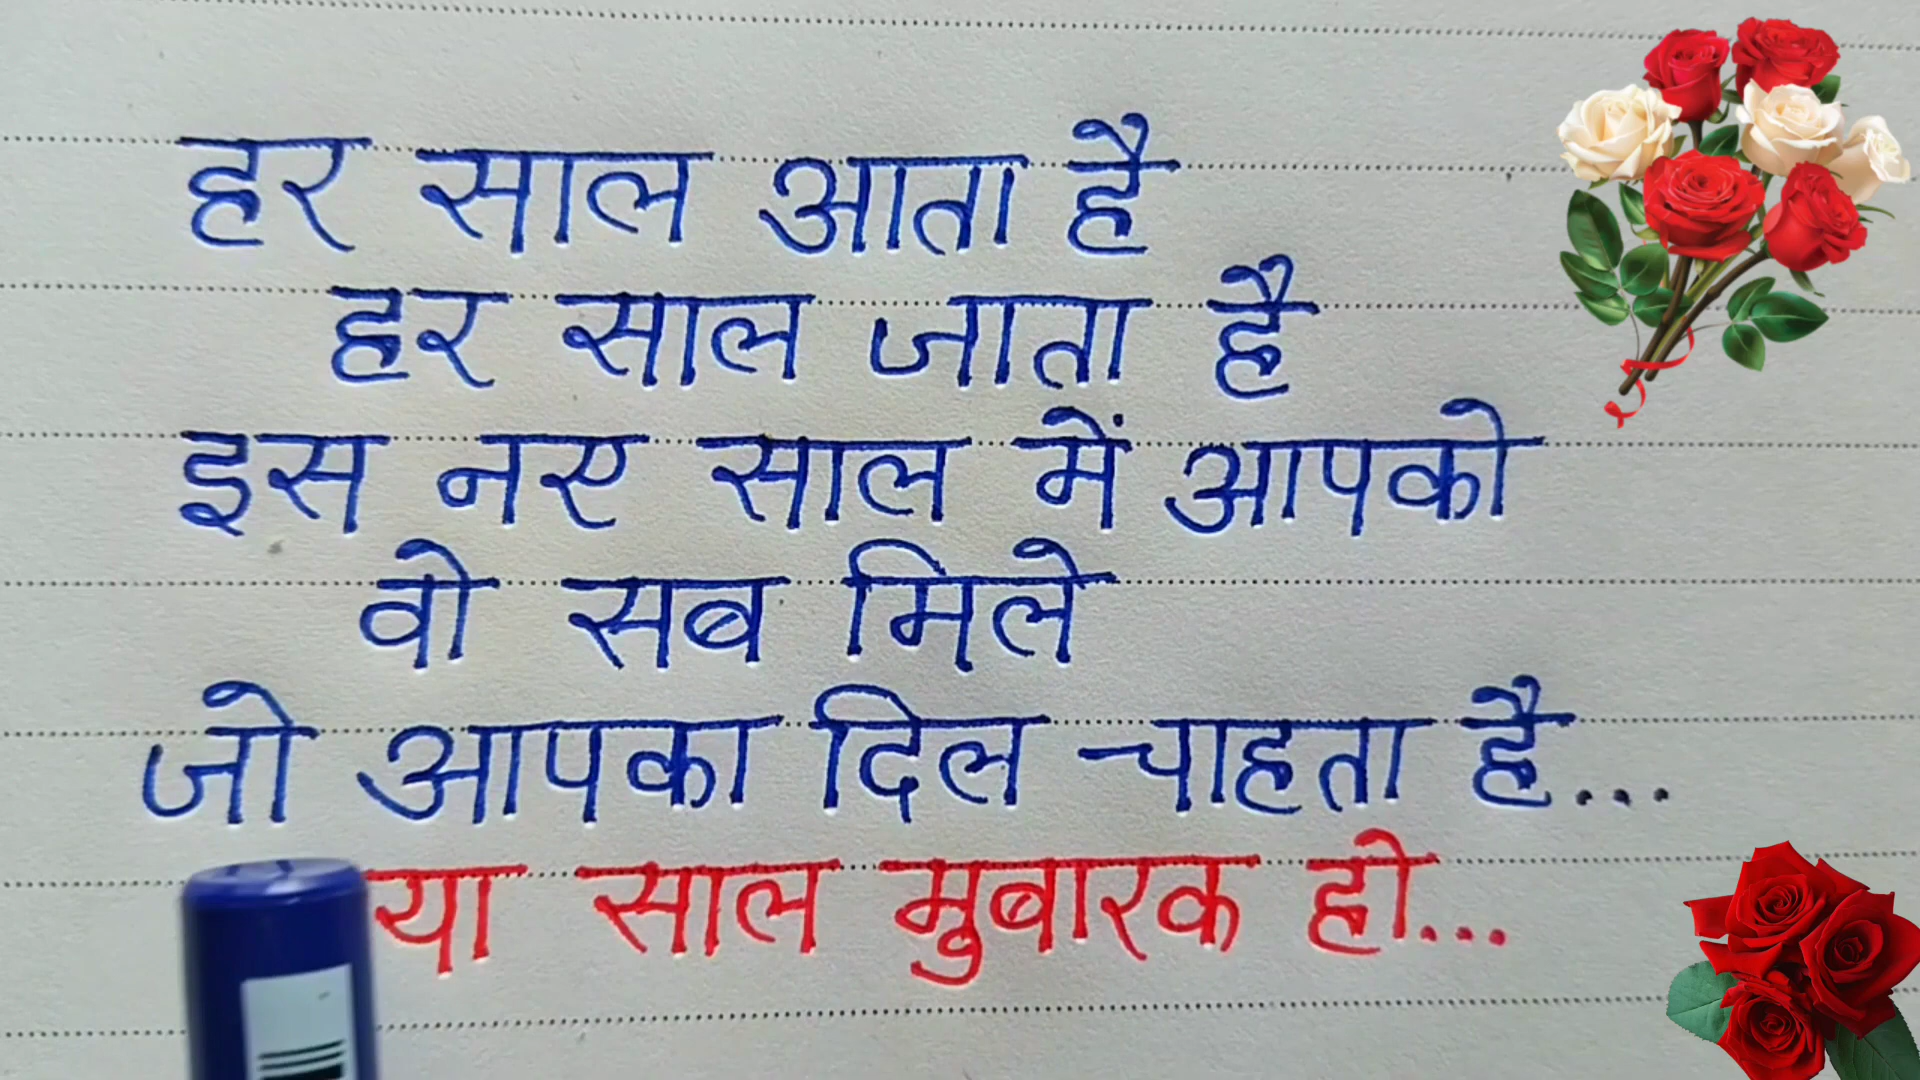 हर साल आता है
हर साल जाता है
इस नए साल में आपको
वो सब मिले
जो आपका दिल चाहता है...
या साल मुबारक हो...